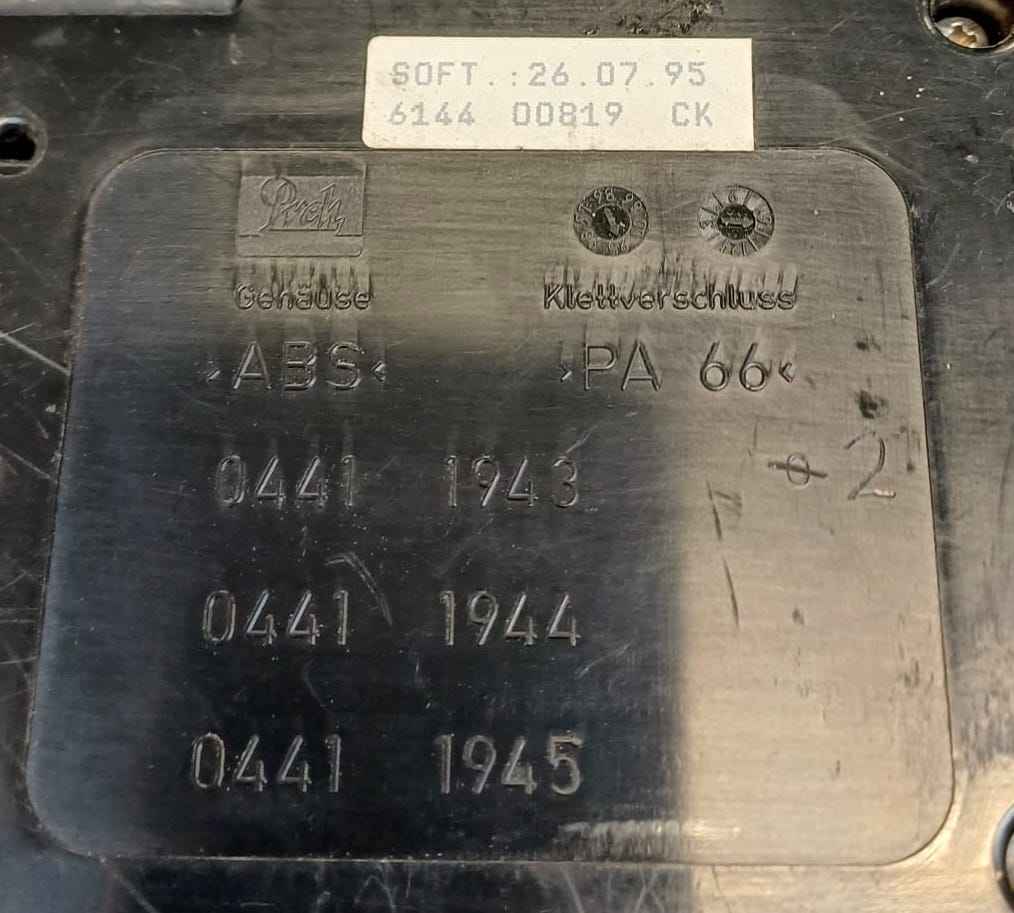 SOFT.:26.07.95
6144 00819 CK
Preh
Gehäuse Klettverschluss
>ABS< >PA 66<
0441 1943 2
0441 1944
0441 1945